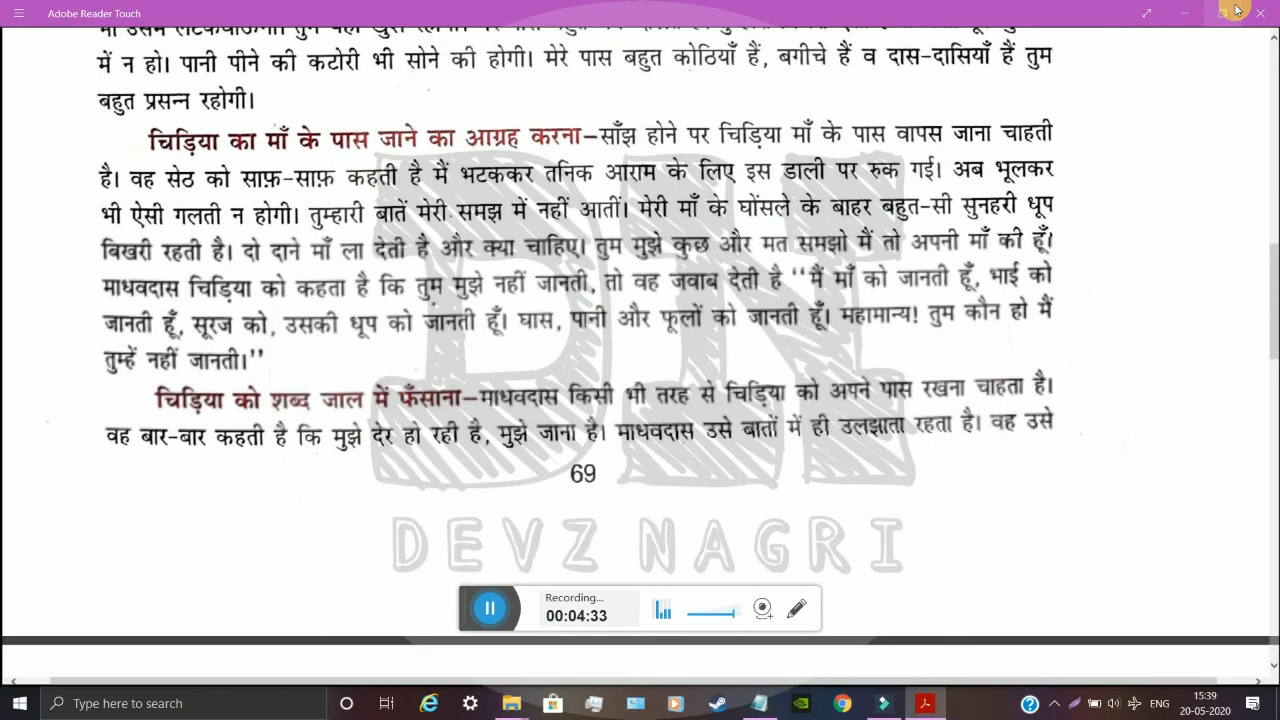 Adobe Reader Touch
में न हो। पानी पीने की कटोरी भी सोने की होगी। मेरे पास बहुत कोठियाँ हैं, बगीचे हैं व दास-दासियाँ हैं तुम
बहुत प्रसन्न रहोगी।
चिड़िया का माँ के पास जाने का आग्रह करना–साँझ होने पर चिड़िया माँ के पास वापस जाना चाहती
है। वह सेठ को साफ़-साफ़ कहती है मैं भटककर तनिक आराम के लिए इस डाली पर रुक गई। अब भूलकर
भी ऐसी गलती न होगी। तुम्हारी बातें मेरी समझ में नहीं आतीं। मेरी माँ के घोंसले के बाहर बहुत-सी सुनहरी धूप
बिखरी रहती है। दो दाने माँ ला देती है और क्या चाहिए। तुम मुझे कुछ और मत समझो मैं तो अपनी माँ की हूँ।
माधवदास चिड़िया को कहता है कि तुम मुझे नहीं जानती, तो वह जवाब देती है "मैं माँ को जानती हूँ, भाई को
जानती हूँ, सूरज को, उसकी धूप को जानती हूँ। घास, पानी और फूलों को जानती हूँ। महामान्य! तुम कौन हो मैं
तुम्हें नहीं जानती।"
चिड़िया को शब्द जाल में फँसाना–माधवदास किसी भी तरह से चिड़िया को अपने पास रखना चाहता है।
वह बार-बार कहती है कि मुझे देर हो रही है, मुझे जाना है। माधवदास उसे बातों में ही उलझाता रहता है। वह उसे
69
DN
DEVZ NAGRI
Recording...
00:04:33
Type here to search
ENG
15:39
20-05-2020